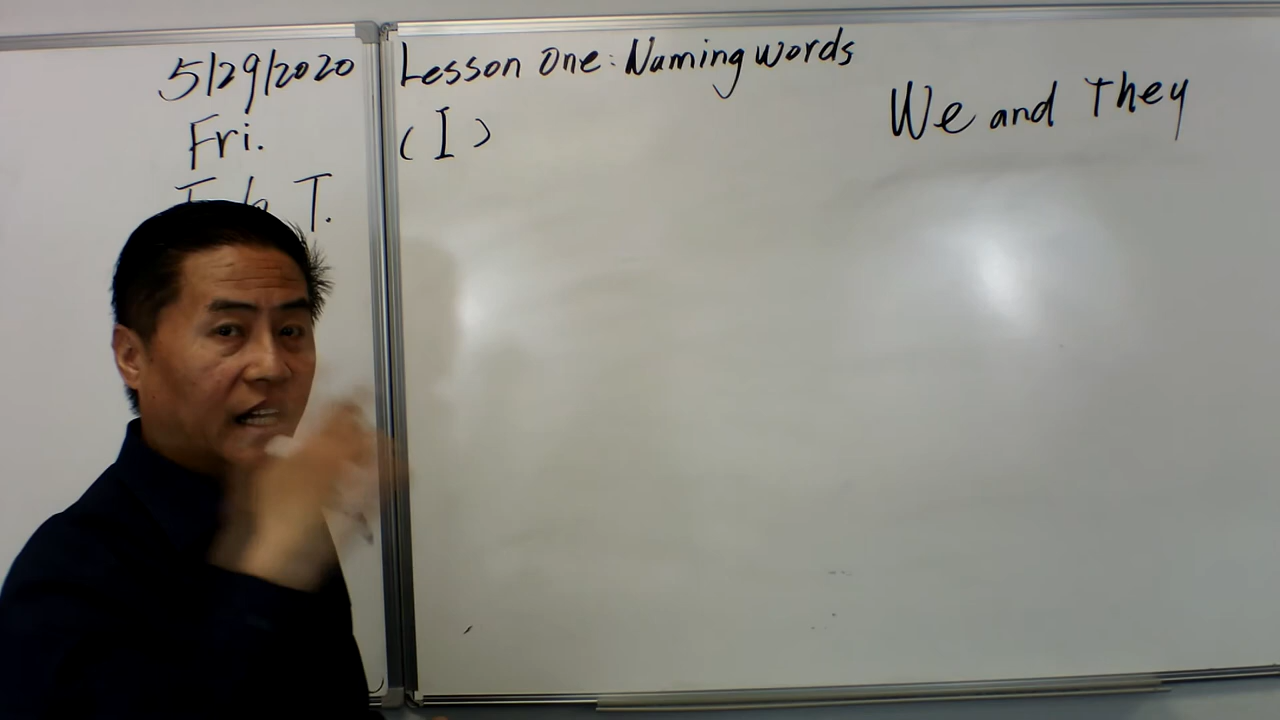 5/29/2020
Fri.
T.
Lesson One: Naming words
(I)
We and They